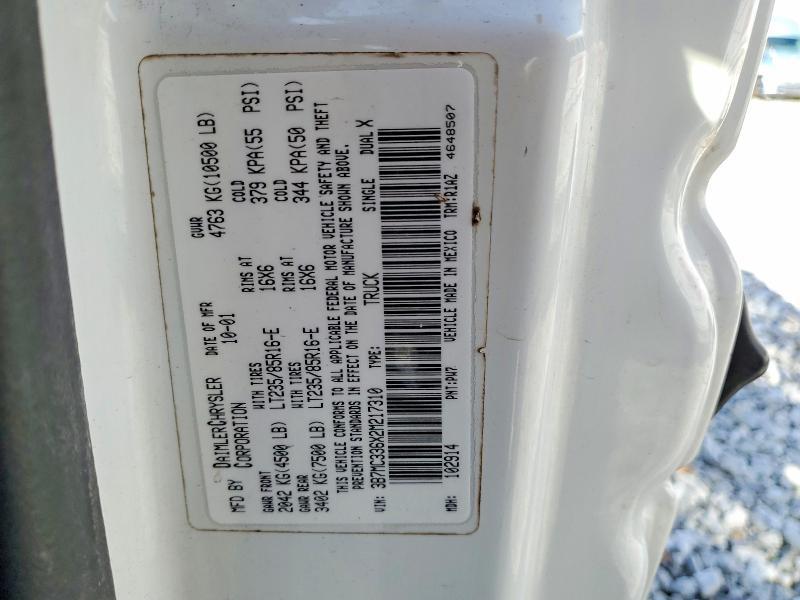 MFD BY DAIMLERCHRYSLER CORPORATION DATE OF MFR 10-01 GVWR 4763 KG(10500 LB)
GAWR FRONT WITH TIRES RIMS AT COLD
2042 KG(4500 LB) LT235/85R16-E 16X6 379 KPA(55 PSI)
GAWR REAR WITH TIRES RIMS AT COLD
3402 KG(7500 LB) LT235/85R16-E 16X6 344 KPA(50 PSI)
THIS VEHICLE CONFORMS TO ALL APPLICABLE FEDERAL MOTOR VEHICLE SAFETY AND THEFT
PREVENTION STANDARDS IN EFFECT ON THE DATE OF MANUFACTURE SHOWN ABOVE.
VIN: 3B7MC336X2M217310 TYPE: TRUCK SINGLE DUAL X
MDH: 102914 PNT:PW7 VEHICLE MADE IN MEXICO TRM:R1AZ 4648507